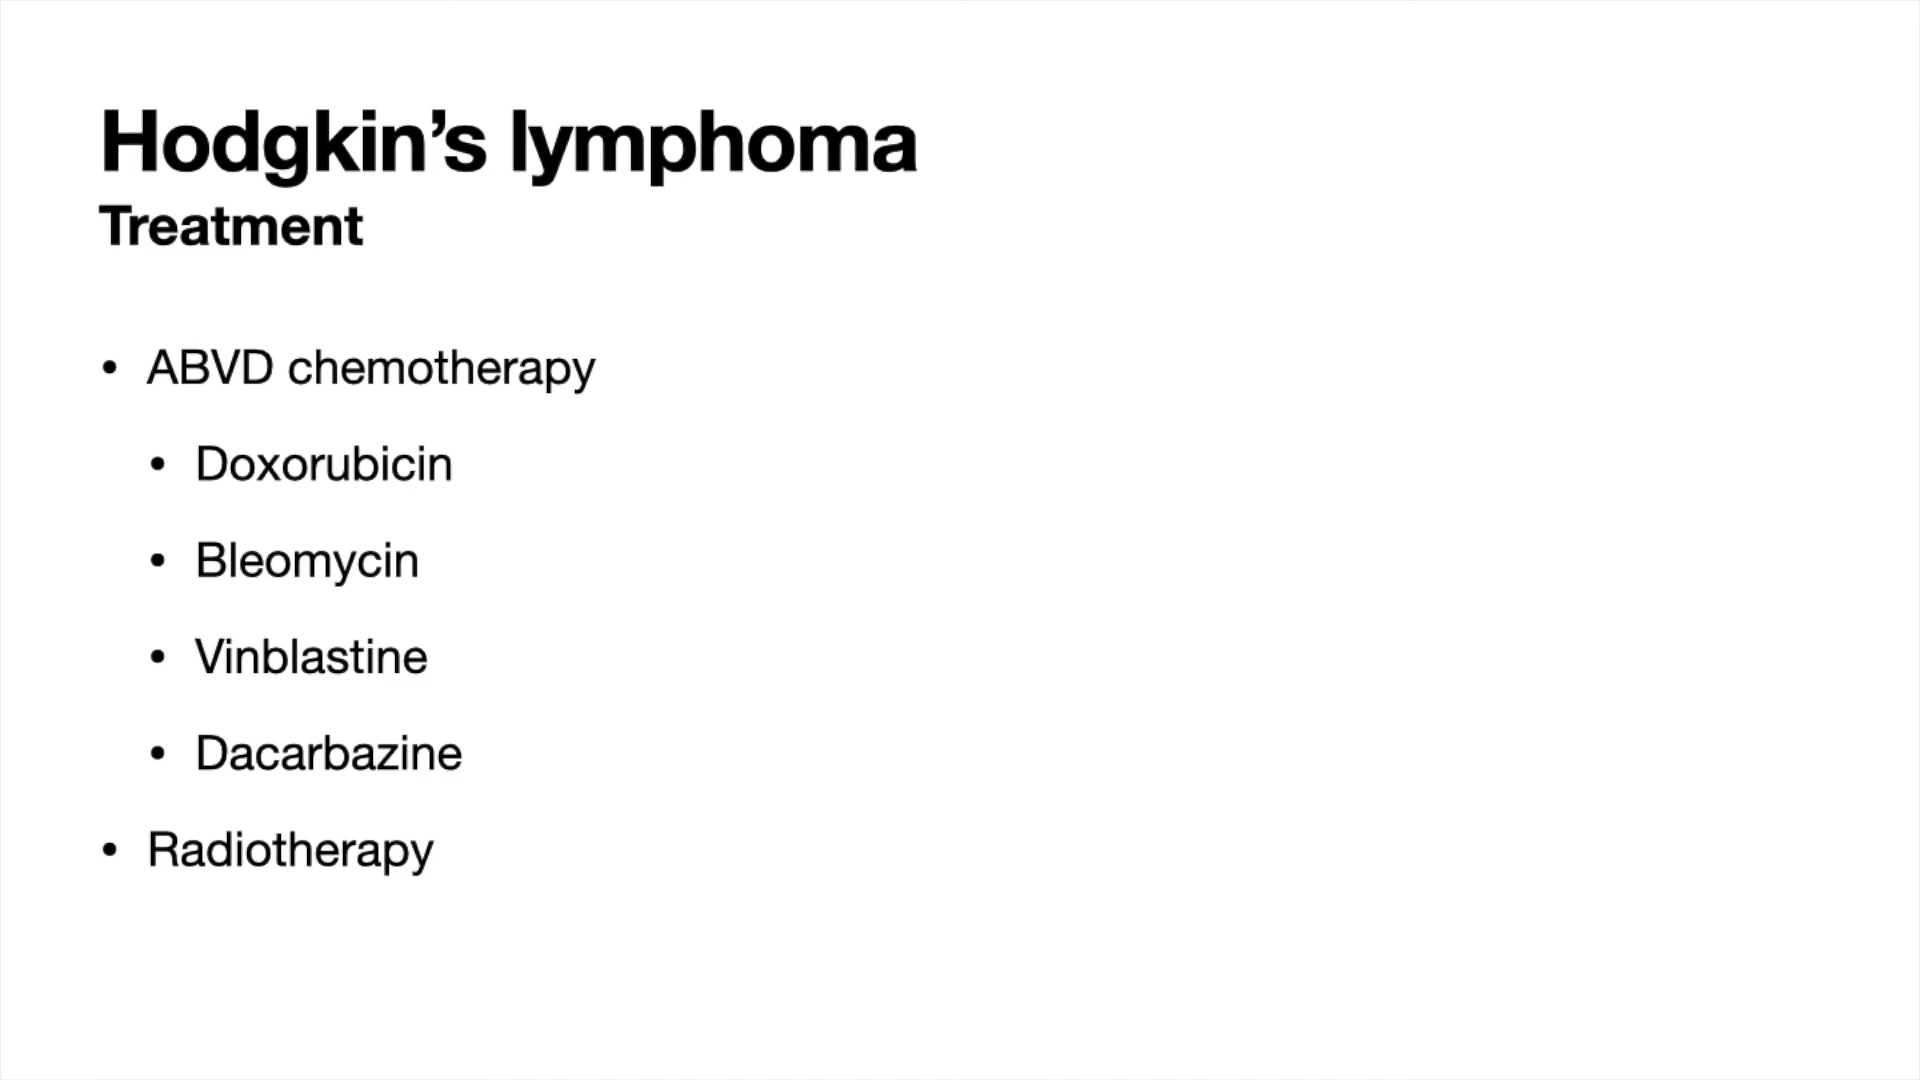 Hodgkin’s lymphoma
Treatment
• ABVD chemotherapy
• Doxorubicin
• Bleomycin
• Vinblastine
• Dacarbazine
• Radiotherapy